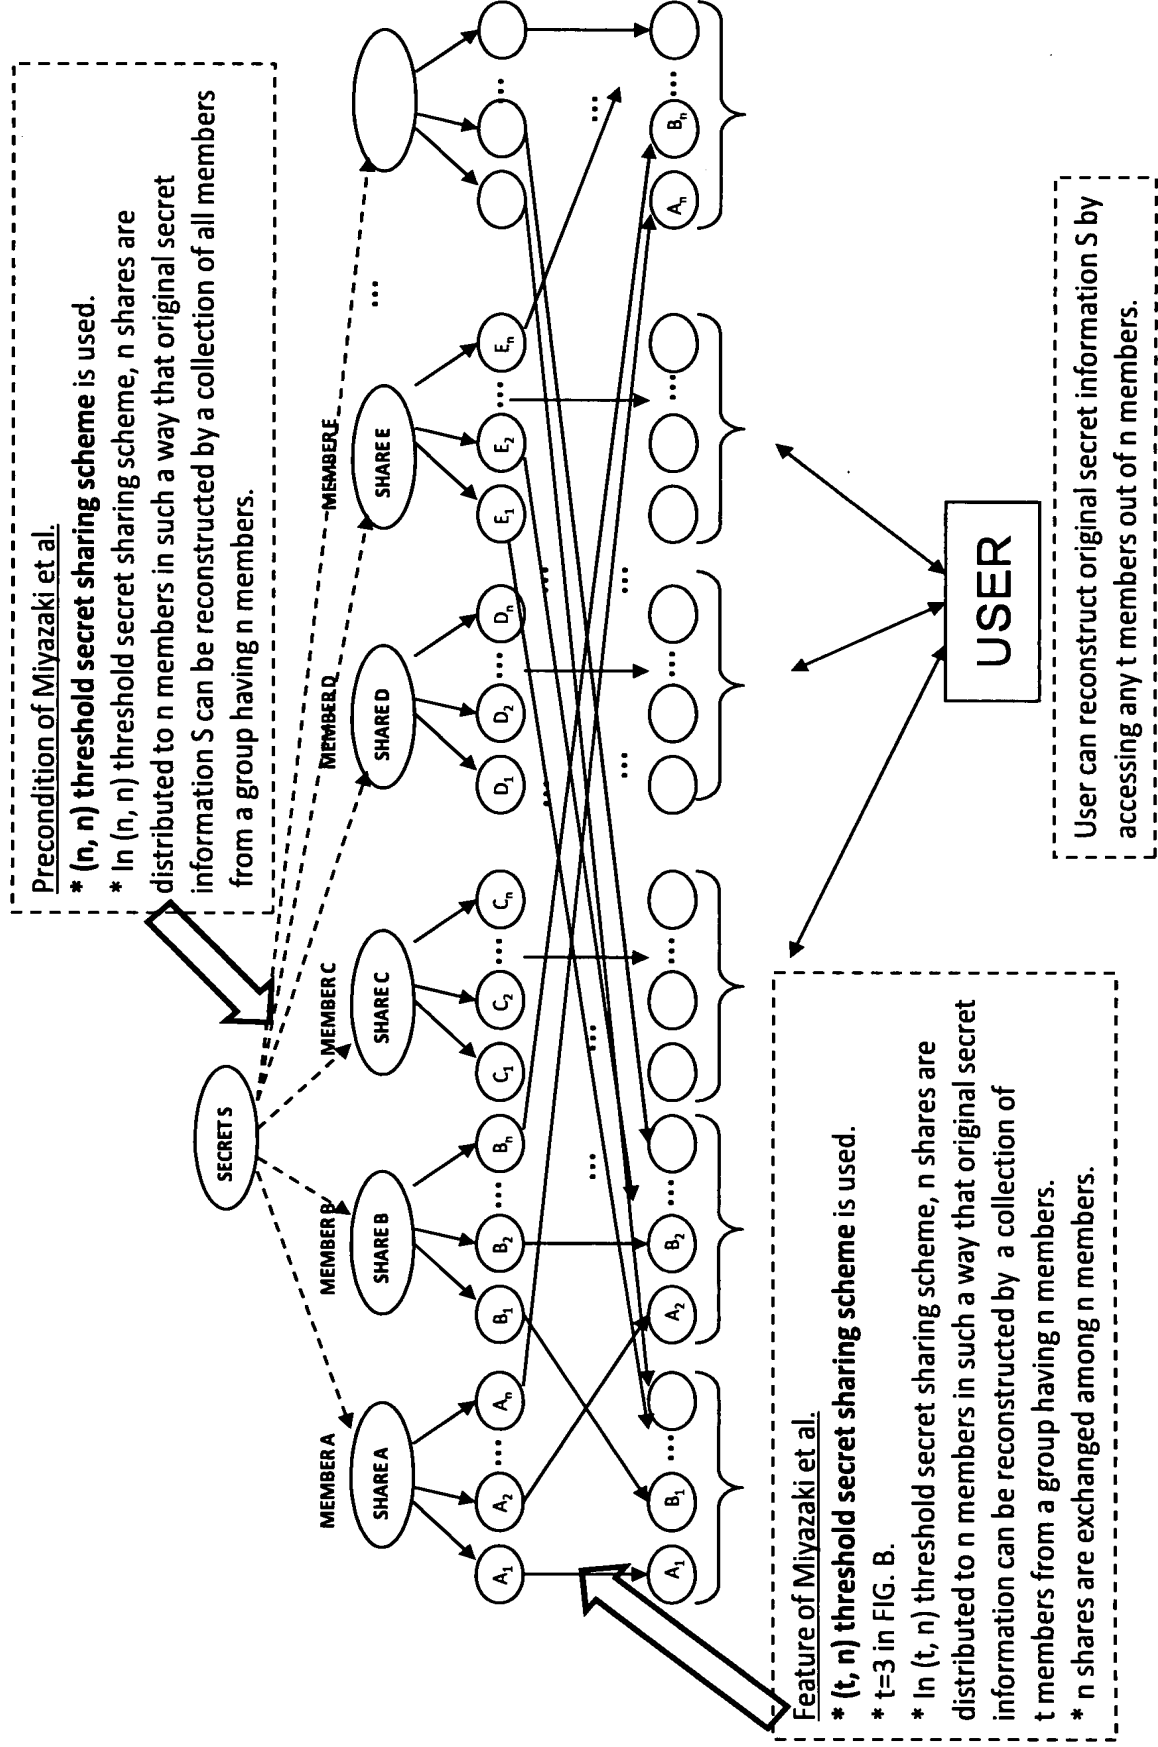 Precondition of Miyazaki et al.
* (n, n) threshold secret sharing scheme is used.
* In (n, n) threshold secret sharing scheme, n shares are
distributed to n members in such a way that original secret
information S can be reconstructed by a collection of all members
from a group having n members.
SECRET S
MEMBER A
MEMBER B
MEMBER C
MEMBER D
MEMBER E
SHARE A
SHARE B
SHARE C
SHARE D
SHARE E
...
A1 A2 ... An
B1 B2 ... Bn
C1 C2 ... Cn
D1 D2 ... Dn
E1 E2 ... En
...
... ... ... ... ... ... ...
A1 B1 ...
A2 B2 ...
...
...
...
An Bn ...
Feature of Miyazaki et al.
* (t, n) threshold secret sharing scheme is used.
* t=3 in FIG. B.
* In (t, n) threshold secret sharing scheme, n shares are
distributed to n members in such a way that original secret
information can be reconstructed by a collection of
t members from a group having n members.
* n shares are exchanged among n members.
USER
User can reconstruct original secret information S by
accessing any t members out of n members.